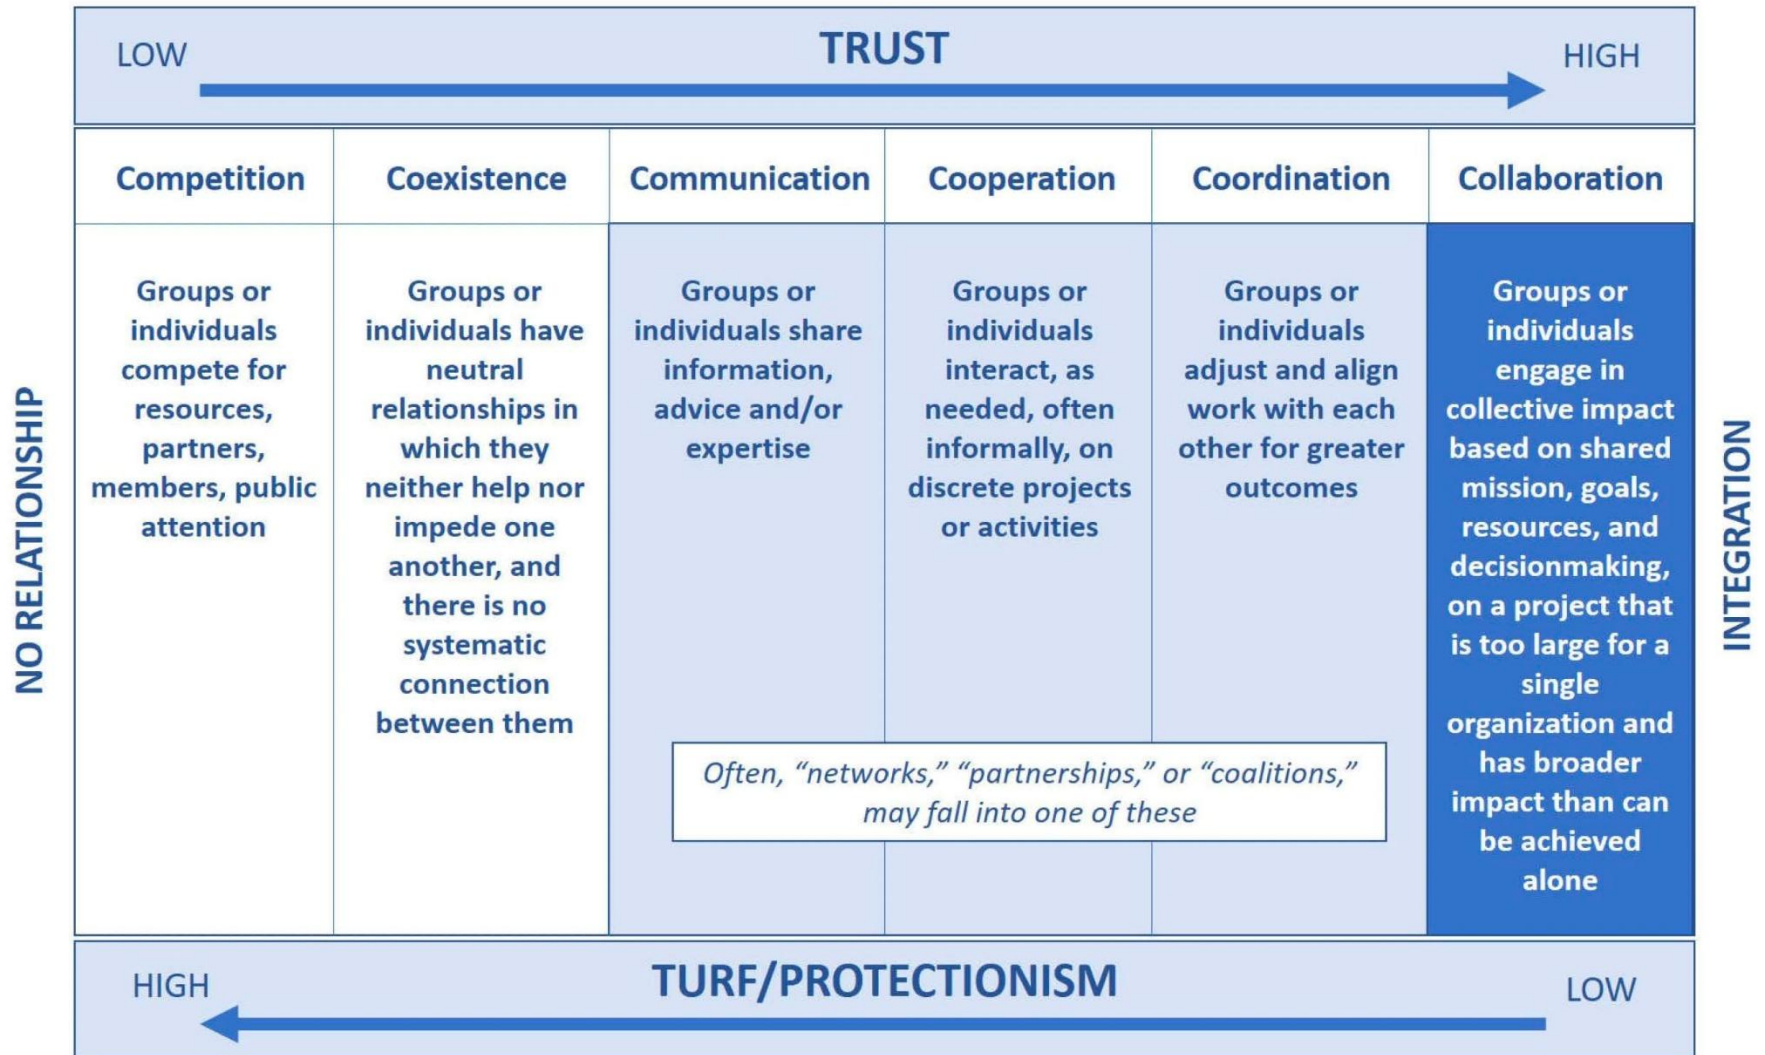 TRUST
LOW
HIGH
Competition
Coexistence
Communication
Cooperation
Coordination
Collaboration
NO RELATIONSHIP
Groups or
individuals
compete for
resources,
partners,
members, public
attention
Groups or
individuals have
neutral
relationships in
which they
neither help nor
impede one
another, and
there is no
systematic
connection
between them
Groups or
individuals share
information,
advice and/or
expertise
Groups or
individuals
interact, as
needed, often
informally, on
discrete projects
or activities
Groups or
individuals
adjust and align
work with each
other for greater
outcomes
Groups or
individuals
engage in
collective impact
based on shared
mission, goals,
resources, and
decisionmaking,
on a project that
is too large for a
single
organization and
has broader
impact than can
be achieved
alone
Often, “networks,” “partnerships,” or “coalitions,”
may fall into one of these
INTEGRATION
TURF/PROTECTIONISM
HIGH
LOW